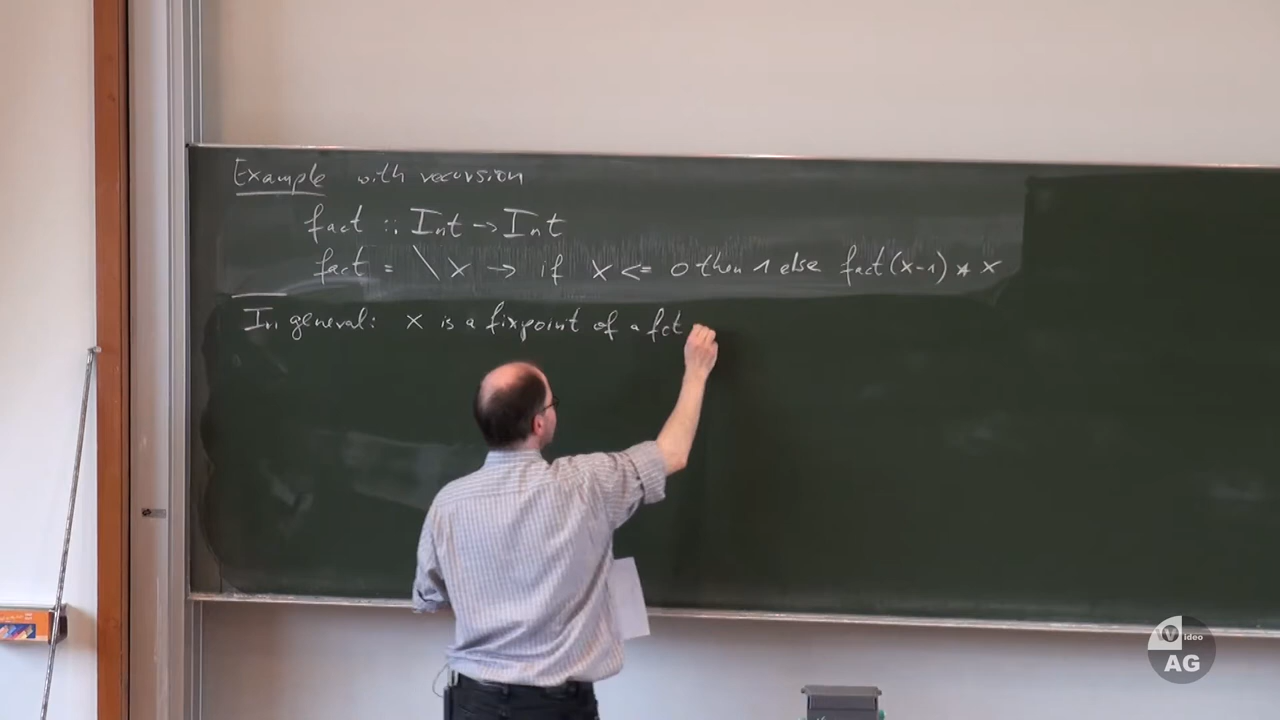 Example with recursion
fact :: Int -> Int
fact = \x -> if x <= 0 then 1 else fact(x-1) * x
In general: x is a fixpoint of a fct
Video
AG